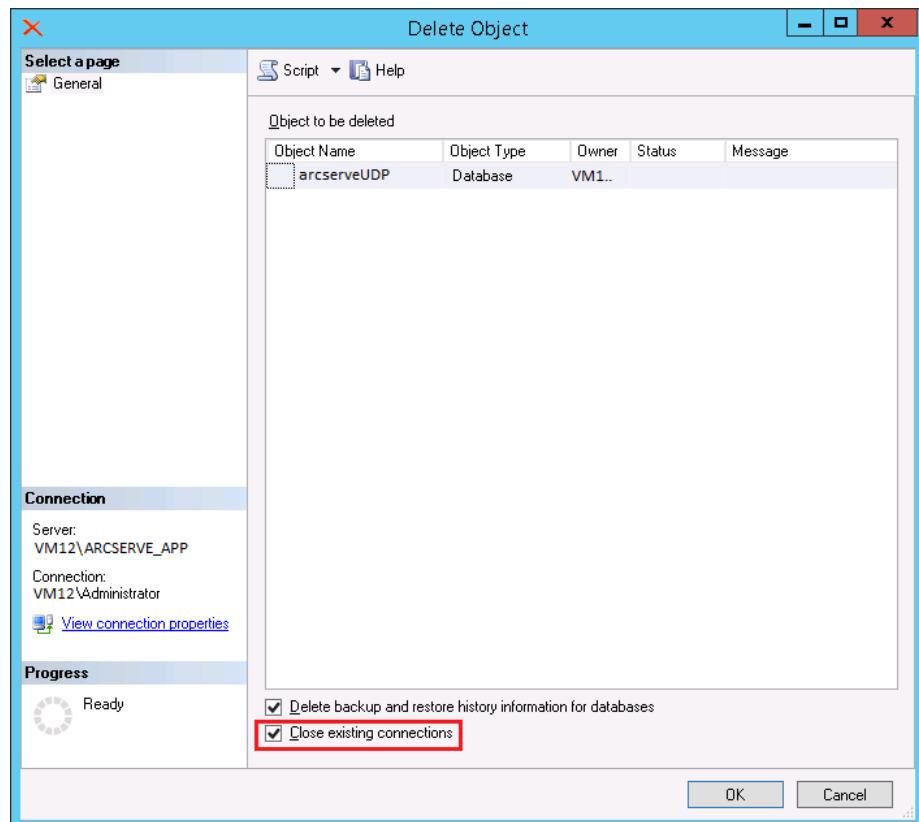 Delete Object
Select a page
General
Script
Help
Object to be deleted
Object Name Object Type Owner Status Message
arcserveUDP Database VM1..
Connection
Server:
VM12\ARCSERVE_APP
Connection:
VM12\Administrator
View connection properties
Progress
Ready
Delete backup and restore history information for databases
Close existing connections
OK Cancel